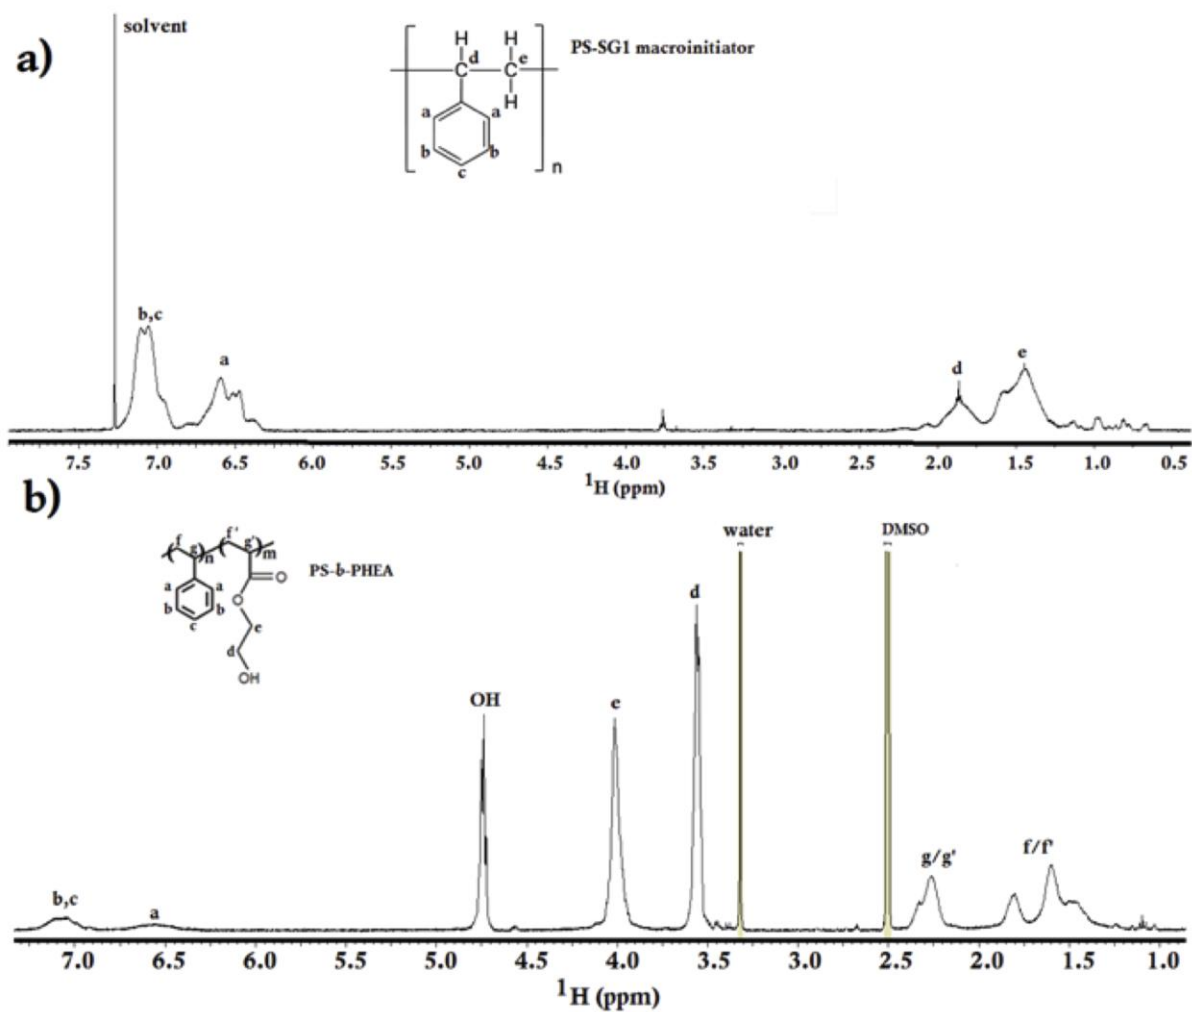 a)
solvent
H H
C d C e
H
a a
b b
c
n
PS-SG1 macroinitiator
b,c
a
d
e
7.5 7.0 6.5 6.0 5.5 5.0 4.5 4.0 3.5 3.0 2.5 2.0 1.5 1.0 0.5
1H (ppm)
b)
f g n f' g' m
O
O
a a
b b
c
e
d
OH
PS-b-PHEA
water
DMSO
b,c
a
OH
e
d
g/g'
f/f'
7.0 6.5 6.0 5.5 5.0 4.5 4.0 3.5 3.0 2.5 2.0 1.5 1.0
1H (ppm)